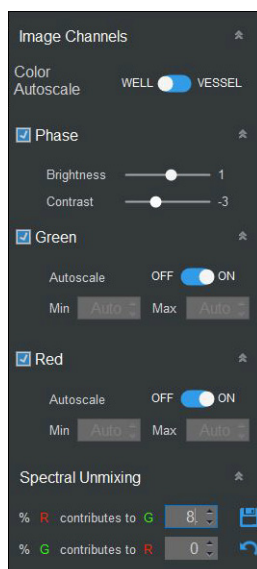 Image Channels
Color
Autoscale WELL VESSEL
Phase
Brightness 1
Contrast -3
Green
Autoscale OFF ON
Min Auto Max Auto
Red
Autoscale OFF ON
Min Auto Max Auto
Spectral Unmixing
% R contributes to G 8.
% G contributes to R 0